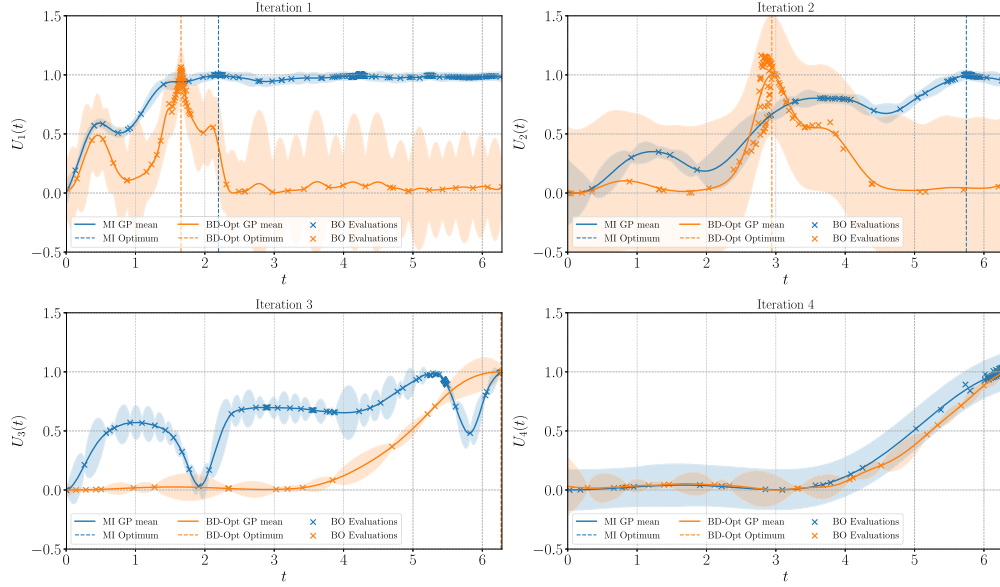 Iteration 1
1.5
1.0
0.5
0.0
−0.5
U₁(t)
MI GP mean
MI Optimum
BD-Opt GP mean
BD-Opt Optimum
BO Evaluations
BO Evaluations
0 1 2 3 4 5 6
t
Iteration 2
1.5
1.0
0.5
0.0
−0.5
U₂(t)
MI GP mean
MI Optimum
BD-Opt GP mean
BD-Opt Optimum
BO Evaluations
BO Evaluations
0 1 2 3 4 5 6
t
Iteration 3
1.5
1.0
0.5
0.0
−0.5
U₃(t)
MI GP mean
MI Optimum
BD-Opt GP mean
BD-Opt Optimum
BO Evaluations
BO Evaluations
0 1 2 3 4 5 6
t
Iteration 4
1.5
1.0
0.5
0.0
−0.5
U₄(t)
MI GP mean
MI Optimum
BD-Opt GP mean
BD-Opt Optimum
BO Evaluations
BO Evaluations
0 1 2 3 4 5 6
t